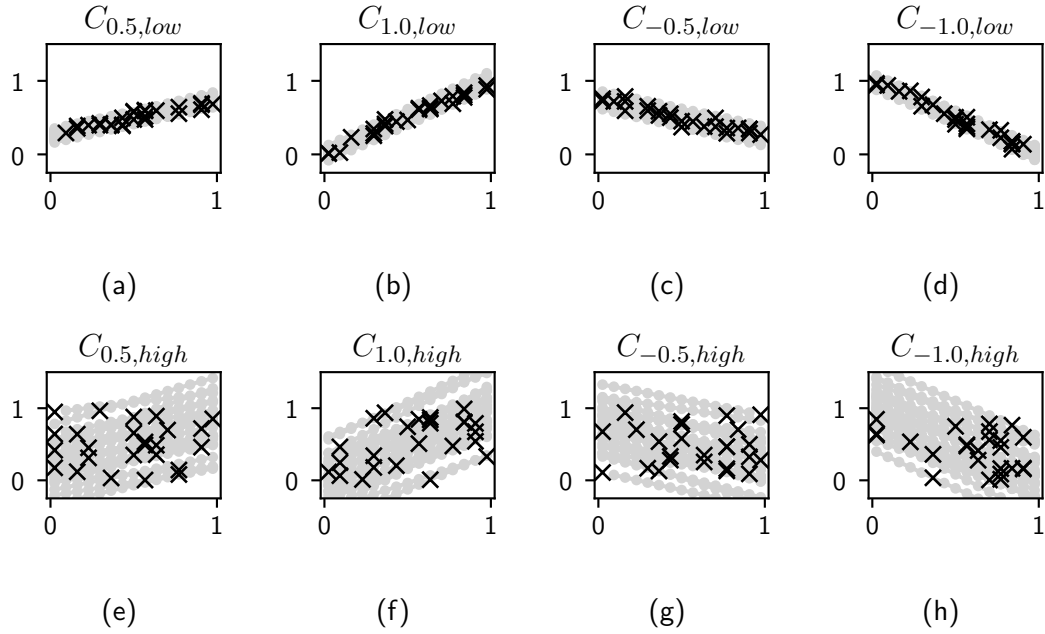 C_{0.5,low} C_{1.0,low} C_{-0.5,low} C_{-1.0,low}
1 1 1 1
0 0 0 0
0 1 0 1 0 1 0 1
(a) (b) (c) (d)
C_{0.5,high} C_{1.0,high} C_{-0.5,high} C_{-1.0,high}
1 1 1 1
0 0 0 0
0 1 0 1 0 1 0 1
(e) (f) (g) (h)